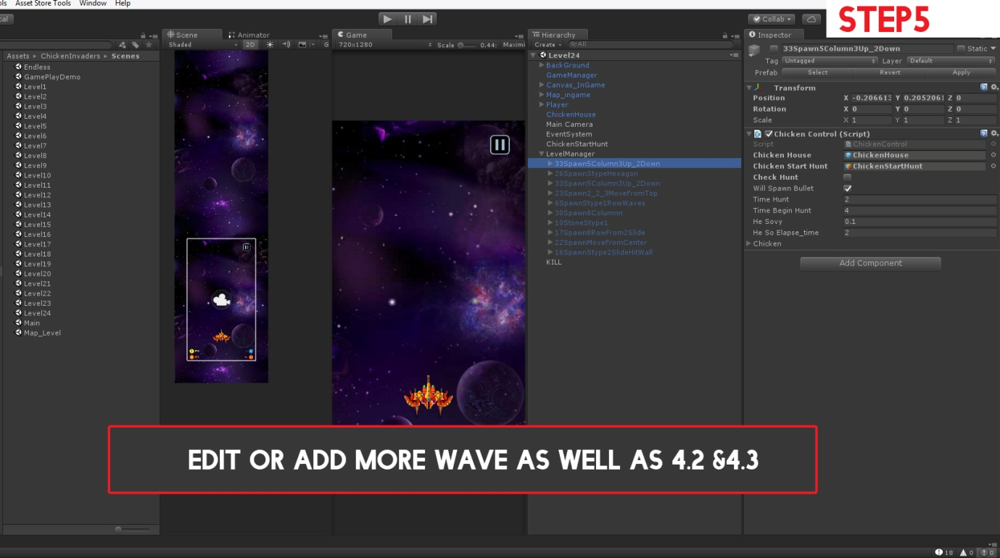 ols Asset Store Tools Window Help
cal
Collab
STEP5
Assets ▸ ChickenInvaders ▸ Scenes
Endless
GamePlayDemo
Level1
Level2
Level3
Level4
Level5
Level6
Level7
Level8
Level9
Level10
Level11
Level12
Level13
Level14
Level15
Level16
Level17
Level18
Level19
Level20
Level21
Level22
Level23
Level24
Main
Map_Level
Scene Animator
Shaded 2D G
Game
720x1280 Scale 0.44: Maximi
Hierarchy
Create All
Level24
BackGround
GameManager
Canvas_InGame
Map_ingame
Player
ChickenHouse
Main Camera
EventSystem
ChickenStartHunt
LevelManager
33Spawn5Column3Up_2Down
26SpawnStypeHexagon
33Spawn5Column3Up_2Down
23Spawn2_2_3MoveFromTop
6SpawnStype1RowWaves
30Spawn8Columnn
10StoneStype1
17Spawn8RowFrom2Slide
22SpawnMoveFromCenter
16SpawnStype2SlideHitWall
KILL
Inspector
33Spawn5Column3Up_2Down Static
Tag Untagged Layer Default
Prefab Select Revert Apply
Transform
Position X -0.206613 Y 0.2052061 Z 0
Rotation X 0 Y 0 Z 0
Scale X 1 Y 1 Z 1
Chicken Control (Script)
Script ChickenControl
Chicken House ChickenHouse
Chicken Start Hunt ChickenStartHunt
Check Hunt
Will Spawn Bullet
Time Hunt 2
Time Begin Hunt 4
He Sovy 0.1
He So Elapse_time 2
Chicken
Add Component
EDIT OR ADD MORE WAVE AS WELL AS 4.2 &4.3
18 0 0